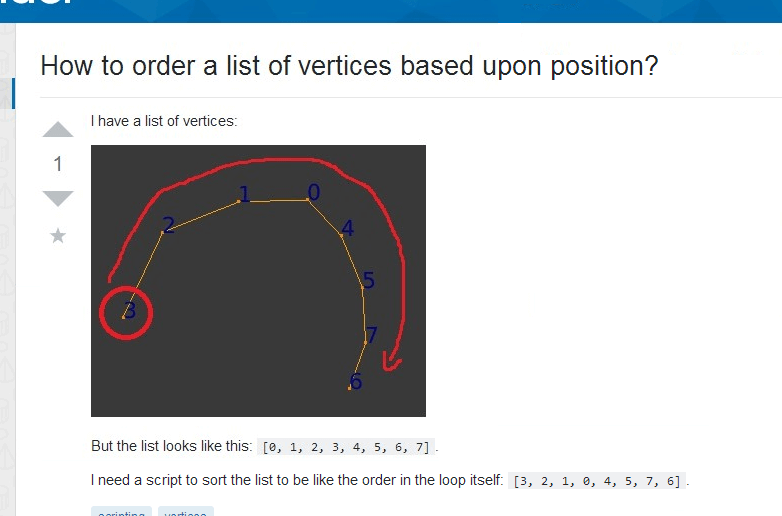 How to order a list of vertices based upon position?
I have a list of vertices:
1
1
0
2
4
5
3
7
6
But the list looks like this: [0, 1, 2, 3, 4, 5, 6, 7] .
I need a script to sort the list to be like the order in the loop itself: [3, 2, 1, 0, 4, 5, 7, 6] .
scripting vertices